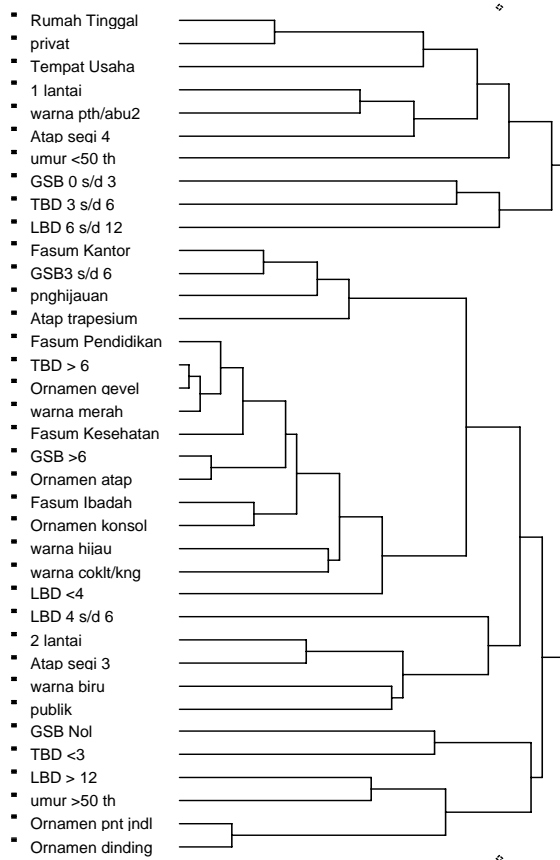 Rumah Tinggal
privat
Tempat Usaha
1 lantai
warna pth/abu2
Atap segi 4
umur <50 th
GSB 0 s/d 3
TBD 3 s/d 6
LBD 6 s/d 12
Fasum Kantor
GSB3 s/d 6
pnghijauan
Atap trapesium
Fasum Pendidikan
TBD > 6
Ornamen gevel
warna merah
Fasum Kesehatan
GSB >6
Ornamen atap
Fasum Ibadah
Ornamen konsol
warna hijau
warna coklt/kng
LBD <4
LBD 4 s/d 6
2 lantai
Atap segi 3
warna biru
publik
GSB Nol
TBD <3
LBD > 12
umur >50 th
Ornamen pnt jndl
Ornamen dinding